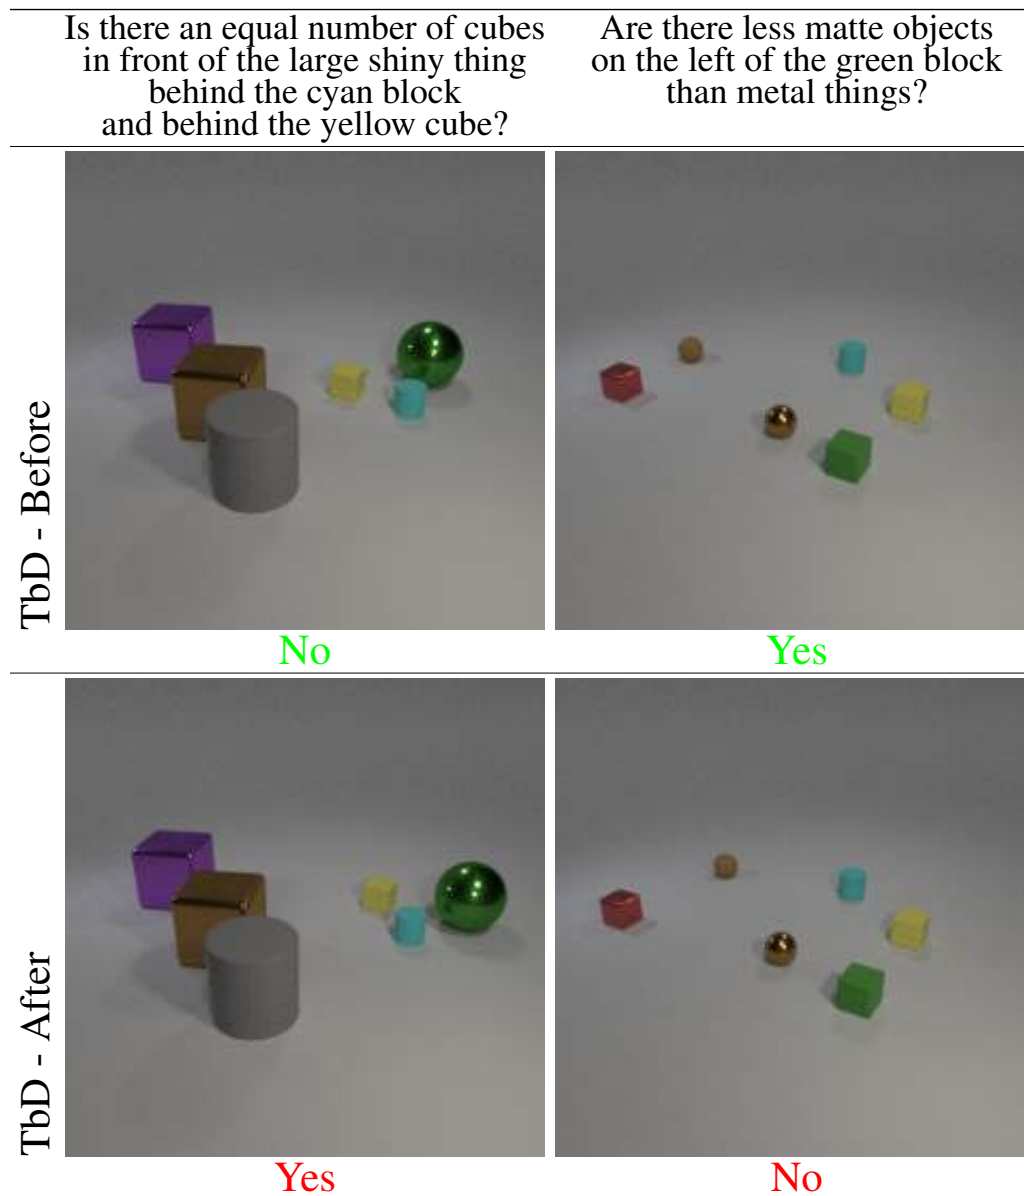 Is there an equal number of cubes
in front of the large shiny thing
behind the cyan block
and behind the yellow cube?
Are there less matte objects
on the left of the green block
than metal things?
TbD - Before
No
Yes
TbD - After
Yes
No